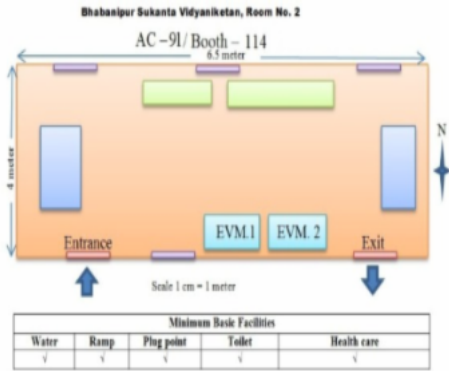 Bhabanipur Sukanta Vidyaniketan, Room No. 2
AC -91/ Booth - 114
6.5 meter
4 meter
N
EVM.1 EVM. 2
Entrance Exit
Scale 1 cm = 1 meter
Minimum Basic Facilities
Water Ramp Plug point Toilet Health care
√ √ √ √ √